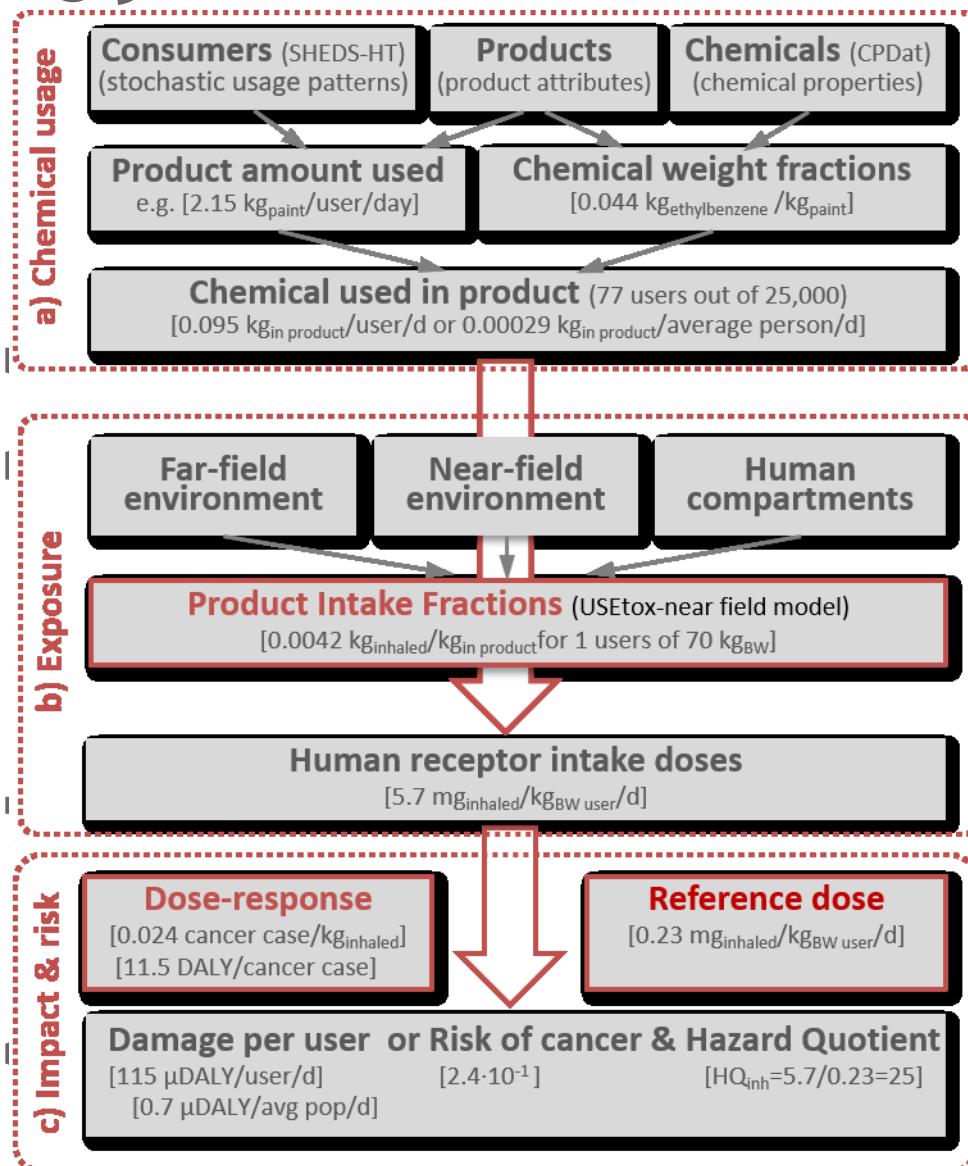 a) Chemical usage
Consumers (SHEDS-HT)
(stochastic usage patterns)
Products
(product attributes)
Chemicals (CPDat)
(chemical properties)
Product amount used
e.g. [2.15 kgpaint/user/day]
Chemical weight fractions
[0.044 kgethylbenzene /kgpaint]
Chemical used in product (77 users out of 25,000)
[0.095 kgin product/user/d or 0.00029 kgin product/average person/d]
b) Exposure
Far-field
environment
Near-field
environment
Human
compartments
Product Intake Fractions (USEtox-near field model)
[0.0042 kginhaled/kgin productfor 1 users of 70 kgBW]
Human receptor intake doses
[5.7 mginhaled/kgBW user/d]
c) Impact & risk
Dose-response
[0.024 cancer case/kginhaled]
[11.5 DALY/cancer case]
Reference dose
[0.23 mginhaled/kgBW user/d]
Damage per user or Risk of cancer & Hazard Quotient
[115 µDALY/user/d] [2.4·10-1] [HQinh=5.7/0.23=25]
[0.7 µDALY/avg pop/d]